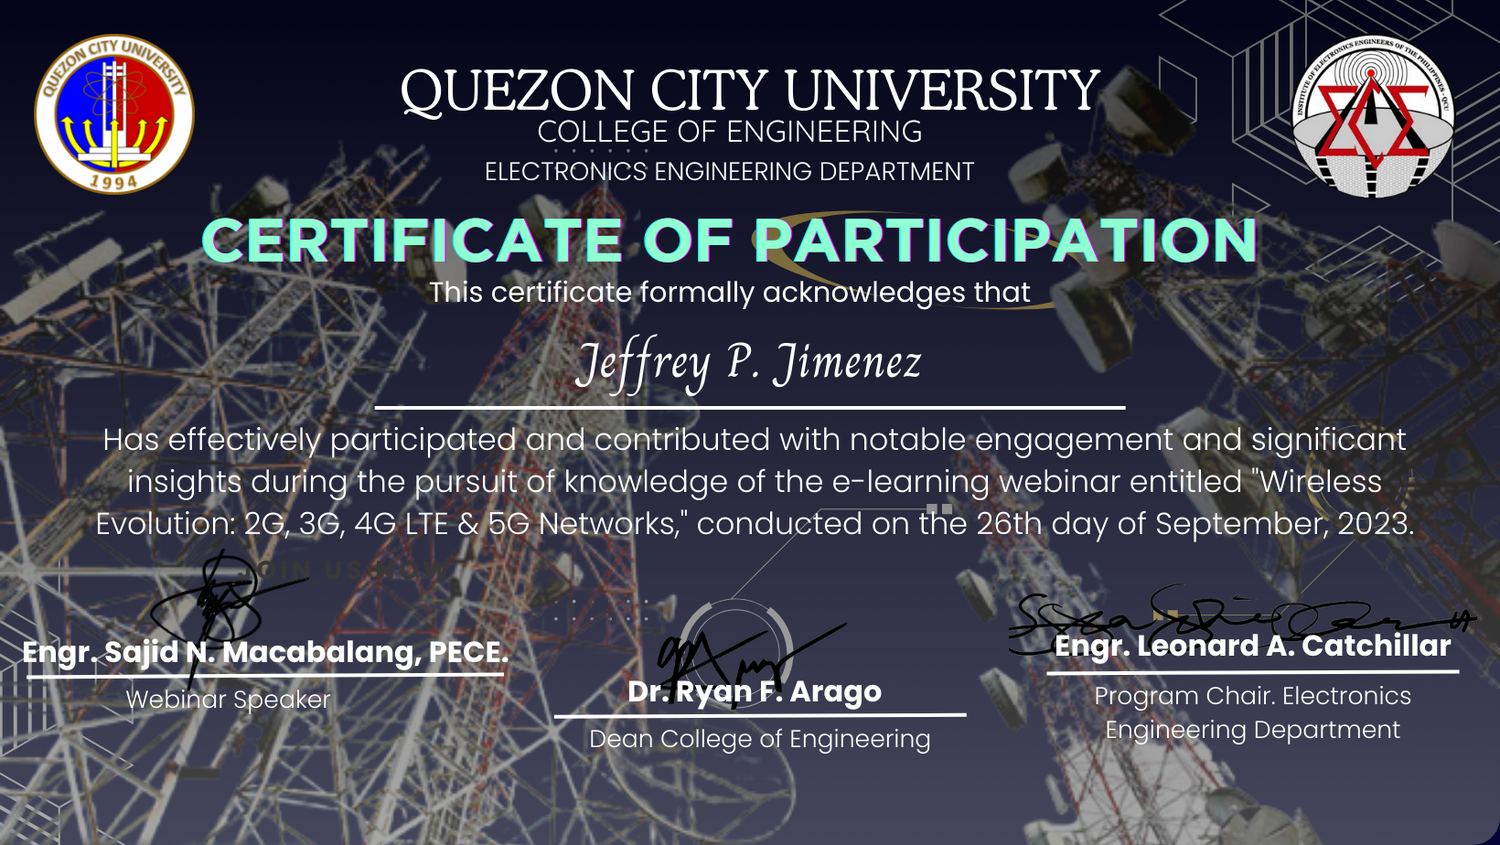 QUEZON CITY UNIVERSITY
1994
INSTITUTE OF ELECTRONICS ENGINEERS OF THE PHILIPPINES - QCU
QUEZON CITY UNIVERSITY
COLLEGE OF ENGINEERING
ELECTRONICS ENGINEERING DEPARTMENT
CERTIFICATE OF PARTICIPATION
This certificate formally acknowledges that
Jeffrey P. Jimenez
Has effectively participated and contributed with notable engagement and significant
insights during the pursuit of knowledge of the e-learning webinar entitled "Wireless
Evolution: 2G, 3G, 4G LTE & 5G Networks," conducted on the 26th day of September, 2023.
JOIN US NOW
Engr. Sajid N. Macabalang, PECE.
Webinar Speaker
Dr. Ryan F. Arago
Dean College of Engineering
Engr. Leonard A. Catchillar
Program Chair. Electronics
Engineering Department